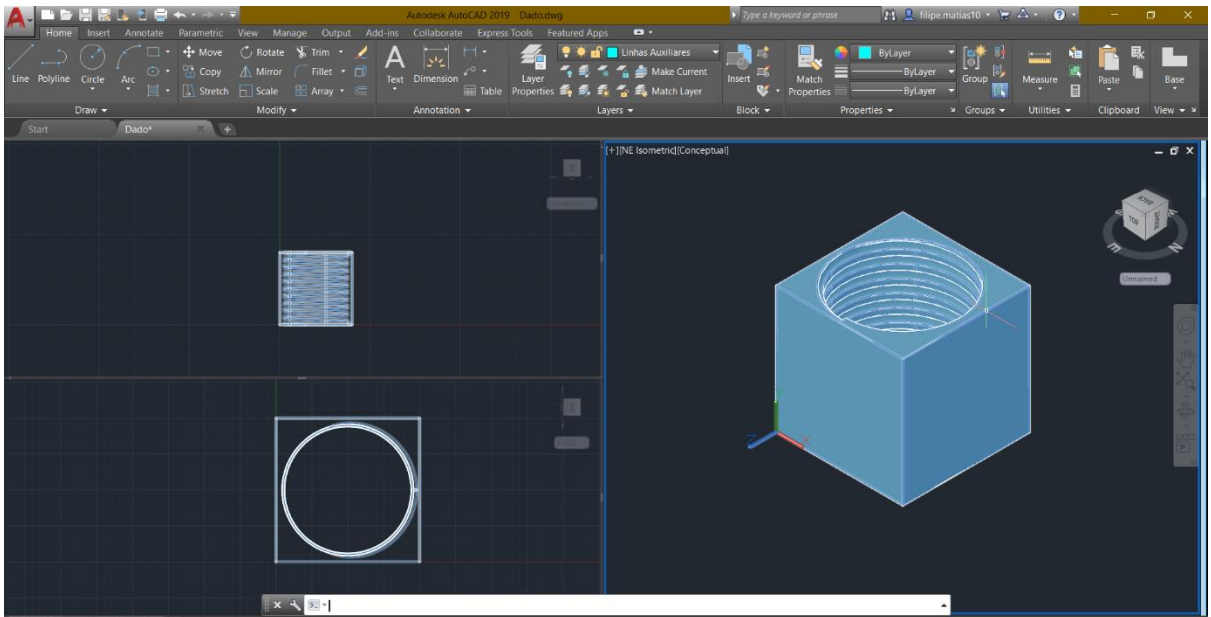 Autodesk AutoCAD 2019 Dado.dwg
Type a keyword or phrase
filipe.matias10
Home Insert Annotate Parametric View Manage Output Add-ins Collaborate Express Tools Featured Apps
Line Polyline Circle Arc
Move Rotate Trim
Copy Mirror Fillet
Stretch Scale Array
Text Dimension
Table
Layer Properties
Linhas Auxiliares
Make Current
Match Layer
Insert
Match Properties
ByLayer
ByLayer
ByLayer
Group
Measure
Paste
Base
Draw Modify Annotation Layers Block Properties Groups Utilities Clipboard View
Start Dado*
[+][NE Isometric][Conceptual]
BACK
TOP
E
N
Unnamed
Z
X
Y